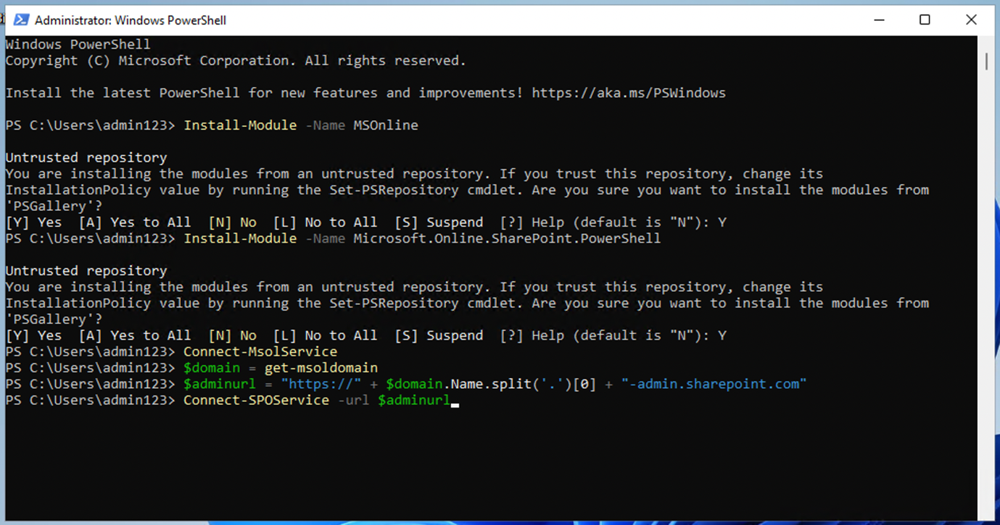 Administrator: Windows PowerShell
Windows PowerShell
Copyright (C) Microsoft Corporation. All rights reserved.
Install the latest PowerShell for new features and improvements! https://aka.ms/PSWindows
PS C:\Users\admin123> Install-Module -Name MSOnline
Untrusted repository
You are installing the modules from an untrusted repository. If you trust this repository, change its
InstallationPolicy value by running the Set-PSRepository cmdlet. Are you sure you want to install the modules from
'PSGallery'?
[Y] Yes  [A] Yes to All  [N] No  [L] No to All  [S] Suspend  [?] Help (default is "N"): Y
PS C:\Users\admin123> Install-Module -Name Microsoft.Online.SharePoint.PowerShell
Untrusted repository
You are installing the modules from an untrusted repository. If you trust this repository, change its
InstallationPolicy value by running the Set-PSRepository cmdlet. Are you sure you want to install the modules from
'PSGallery'?
[Y] Yes  [A] Yes to All  [N] No  [L] No to All  [S] Suspend  [?] Help (default is "N"): Y
PS C:\Users\admin123> Connect-MsolService
PS C:\Users\admin123> $domain = get-msoldomain
PS C:\Users\admin123> $adminurl = "https://" + $domain.Name.split('.')[0] + "-admin.sharepoint.com"
PS C:\Users\admin123> Connect-SPOService -url $adminurl